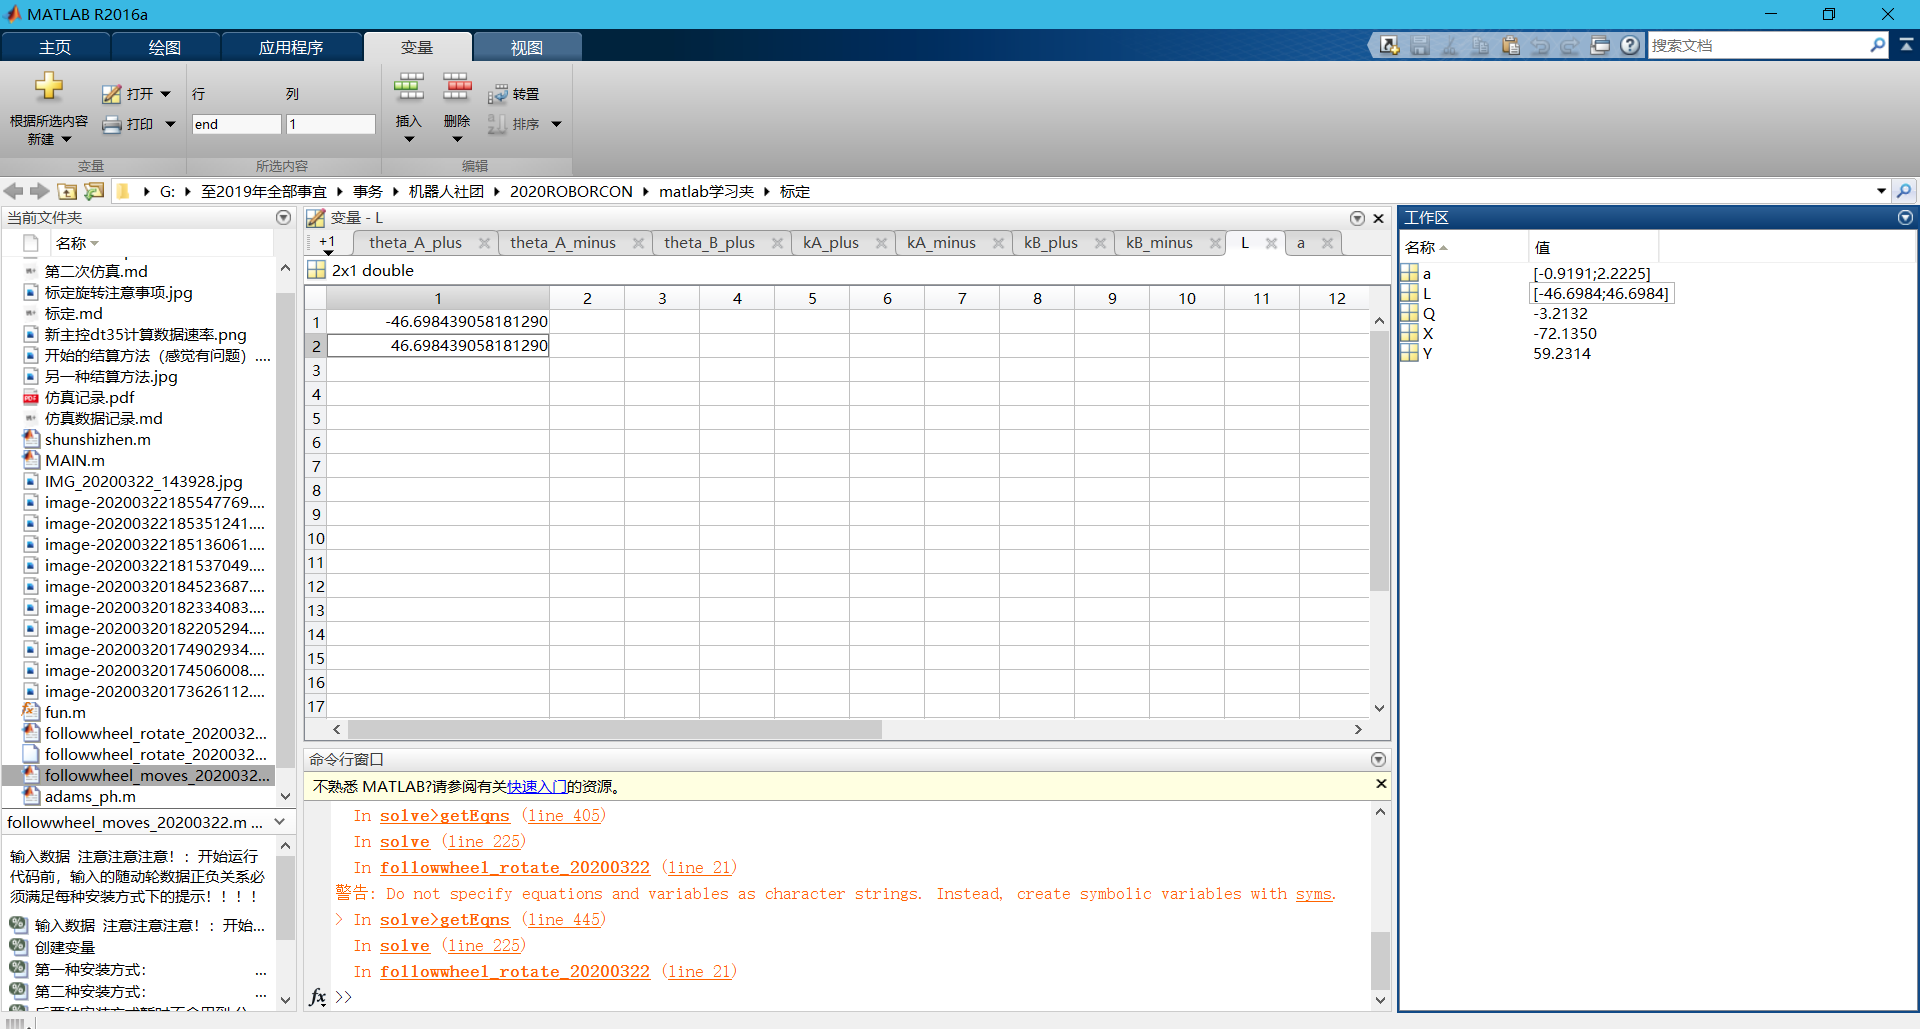 MATLAB R2016a
主页 绘图 应用程序 变量 视图
搜索文档
根据所选内容
新建
打开
打印
变量
行 列
end 1
所选内容
插入 删除
转置
排序
编辑
G: 至2019年全部事宜 事务 机器人社团 2020ROBORCON matlab学习夹 标定
当前文件夹
名称
第二次仿真.md
标定旋转注意事项.jpg
标定.md
新主控dt35计算数据速率.png
开始的结算方法（感觉有问题）....
另一种结算方法.jpg
仿真记录.pdf
仿真数据记录.md
shunshizhen.m
MAIN.m
IMG_20200322_143928.jpg
image-20200322185547769....
image-20200322185351241....
image-20200322185136061....
image-20200322181537049....
image-20200320184523687....
image-20200320182334083....
image-20200320182205294....
image-20200320174902934....
image-20200320174506008....
image-20200320173626112....
fun.m
followwheel_rotate_2020032...
followwheel_rotate_2020032...
followwheel_moves_2020032...
adams_ph.m
followwheel_moves_20200322.m ...
输入数据 注意注意注意！：开始运行
代码前，输入的随动轮数据正负关系必
须满足每种安装方式下的提示！！！！
输入数据 注意注意注意！：开始...
创建变量
第一种安装方式： ...
第二种安装方式： ...
变量 - L
+1 theta_A_plus theta_A_minus theta_B_plus kA_plus kA_minus kB_plus kB_minus L a
2x1 double
1 2 3 4 5 6 7 8 9 10 11 12
1 -46.698439058181290
2 46.698439058181290
3
4
5
6
7
8
9
10
11
12
13
14
15
16
17
命令行窗口
不熟悉 MATLAB?请参阅有关快速入门的资源。
In solve>getEqns (line 405)
In solve (line 225)
In followwheel_rotate_20200322 (line 21)
警告: Do not specify equations and variables as character strings. Instead, create symbolic variables with syms.
> In solve>getEqns (line 445)
In solve (line 225)
In followwheel_rotate_20200322 (line 21)
fx >>
工作区
名称 值
a [-0.9191;2.2225]
L [-46.6984;46.6984]
Q -3.2132
X -72.1350
Y 59.2314